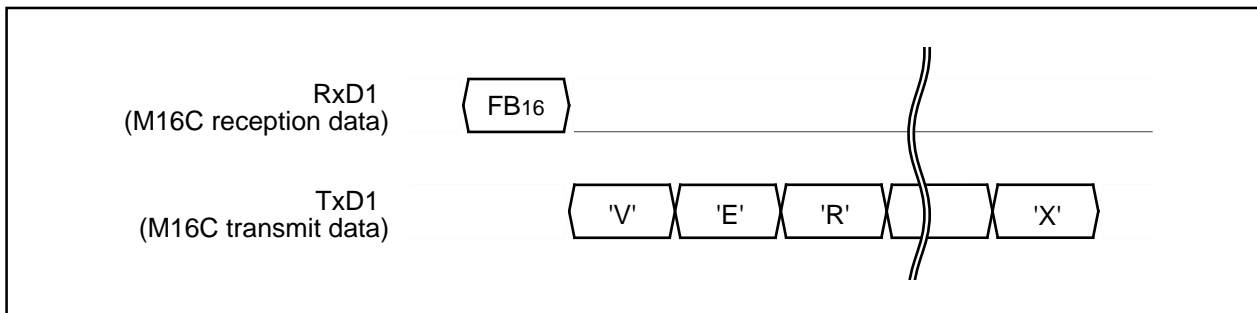 RxD1
(M16C reception data)
FB16
TxD1
(M16C transmit data)
'V' 'E' 'R' 'X'